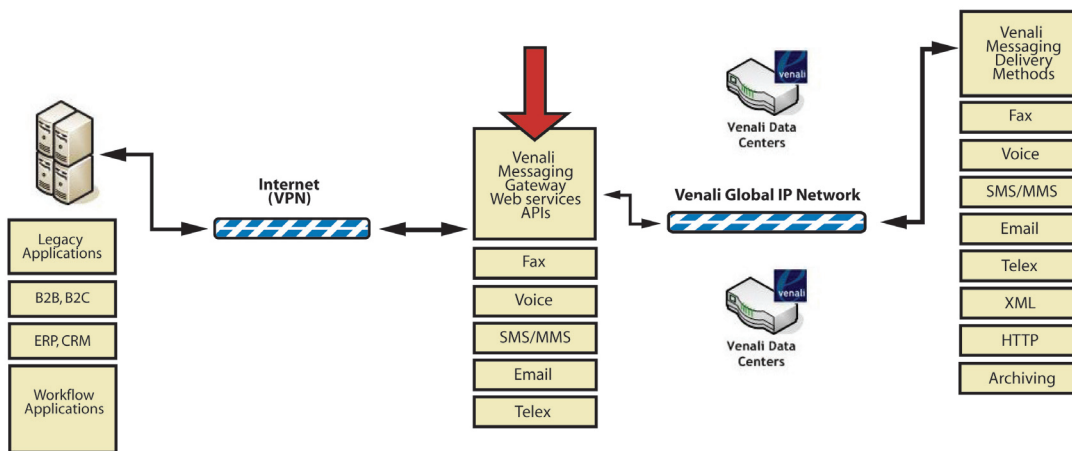 Legacy
Applications
B2B, B2C
ERP, CRM
Workflow
Applications
Internet
(VPN)
Venali
Messaging
Gateway
Web services
APIs
Fax
Voice
SMS/MMS
Email
Telex
venali
Venali Data
Centers
Venali Global IP Network
venali
Venali Data
Centers
Venali
Messaging
Delivery
Methods
Fax
Voice
SMS/MMS
Email
Telex
XML
HTTP
Archiving